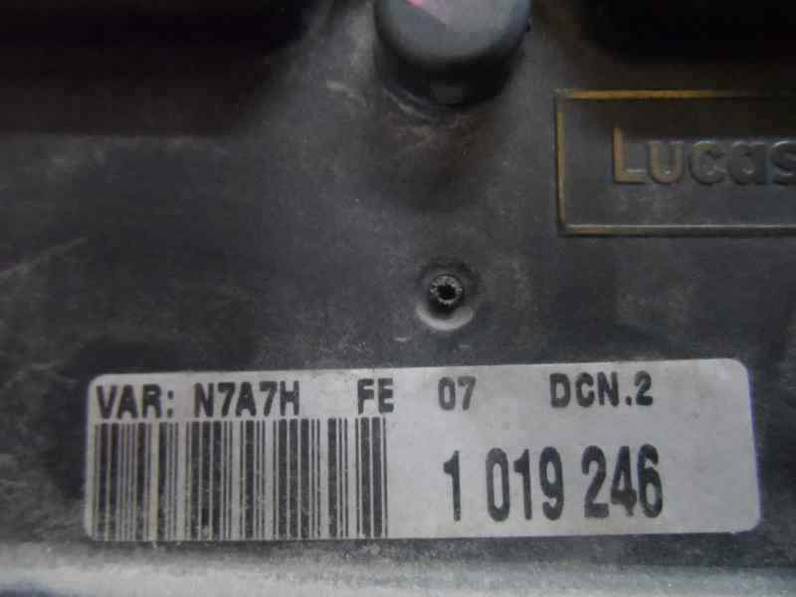 Lucas
VAR: N7A7H FE 07 DCN.2
1 019 246